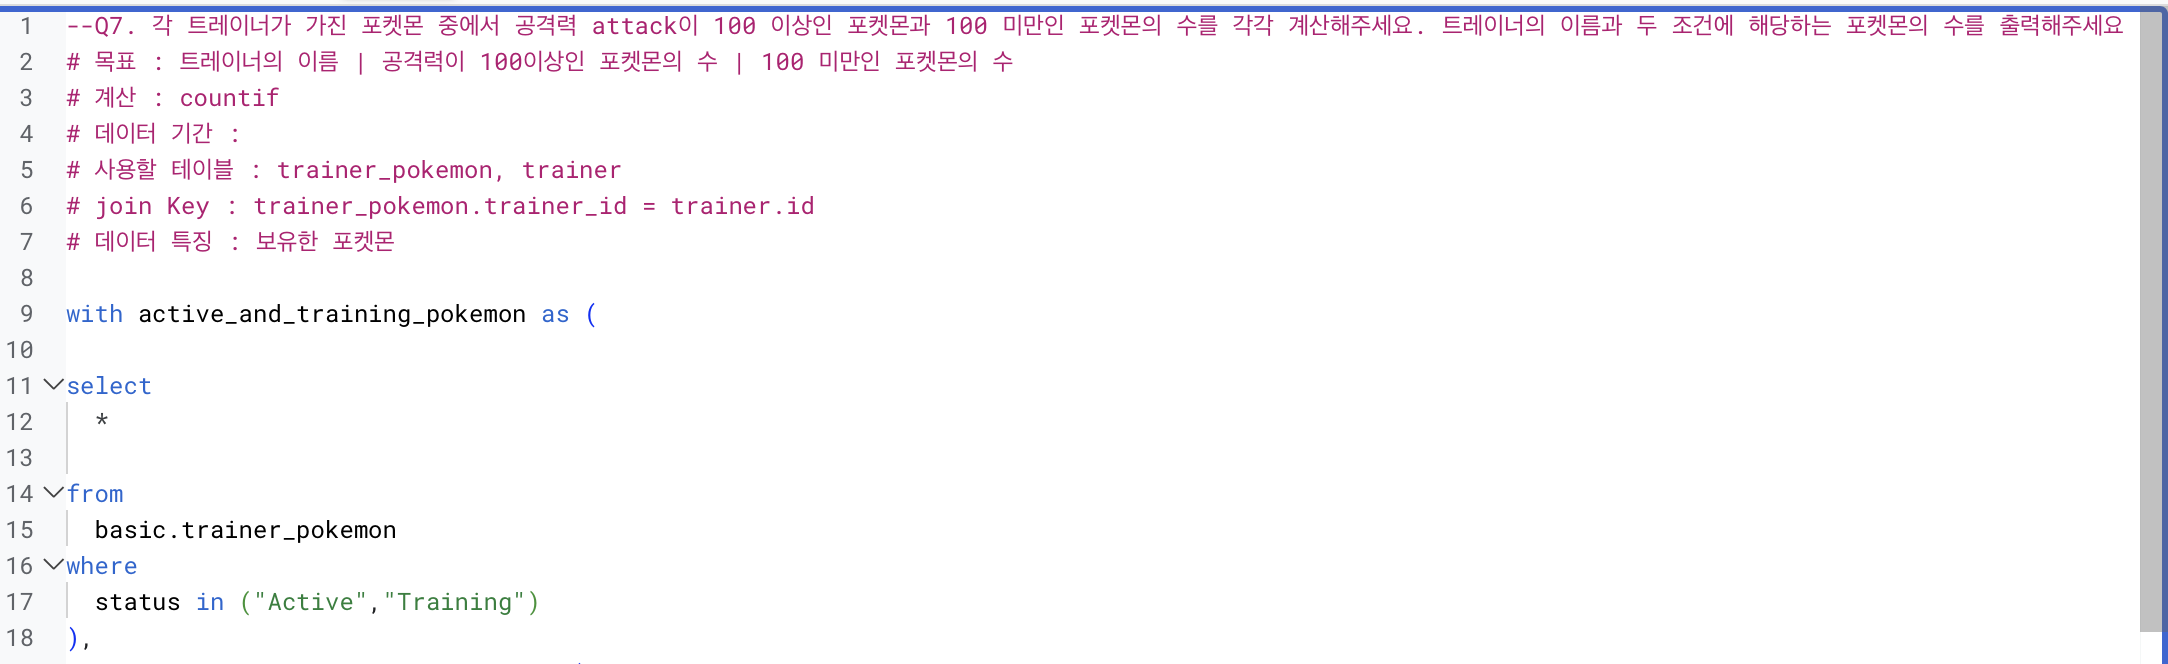 1 --Q7. 각 트레이너가 가진 포켓몬 중에서 공격력 attack이 100 이상인 포켓몬과 100 미만인 포켓몬의 수를 각각 계산해주세요. 트레이너의 이름과 두 조건에 해당하는 포켓몬의 수를 출력해주세요
2 # 목표 : 트레이너의 이름 | 공격력이 100이상인 포켓몬의 수 | 100 미만인 포켓몬의 수
3 # 계산 : countif
4 # 데이터 기간 :
5 # 사용할 테이블 : trainer_pokemon, trainer
6 # join Key : trainer_pokemon.trainer_id = trainer.id
7 # 데이터 특징 : 보유한 포켓몬
8
9 with active_and_training_pokemon as (
10
11 select
12 *
13
14 from
15 basic.trainer_pokemon
16 where
17 status in ("Active","Training")
18 ),